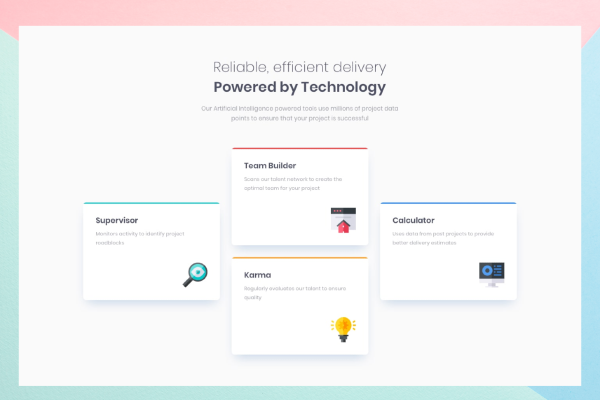 Reliable, efficient delivery
Powered by Technology
Our Artificial Intelligence powered tools use millions of project data
points to ensure that your project is successful
Supervisor
Monitors activity to identify project
roadblocks
Team Builder
Scans our talent network to create the
optimal team for your project
Karma
Regularly evaluates our talent to ensure
quality
Calculator
Uses data from past projects to provide
better delivery estimates